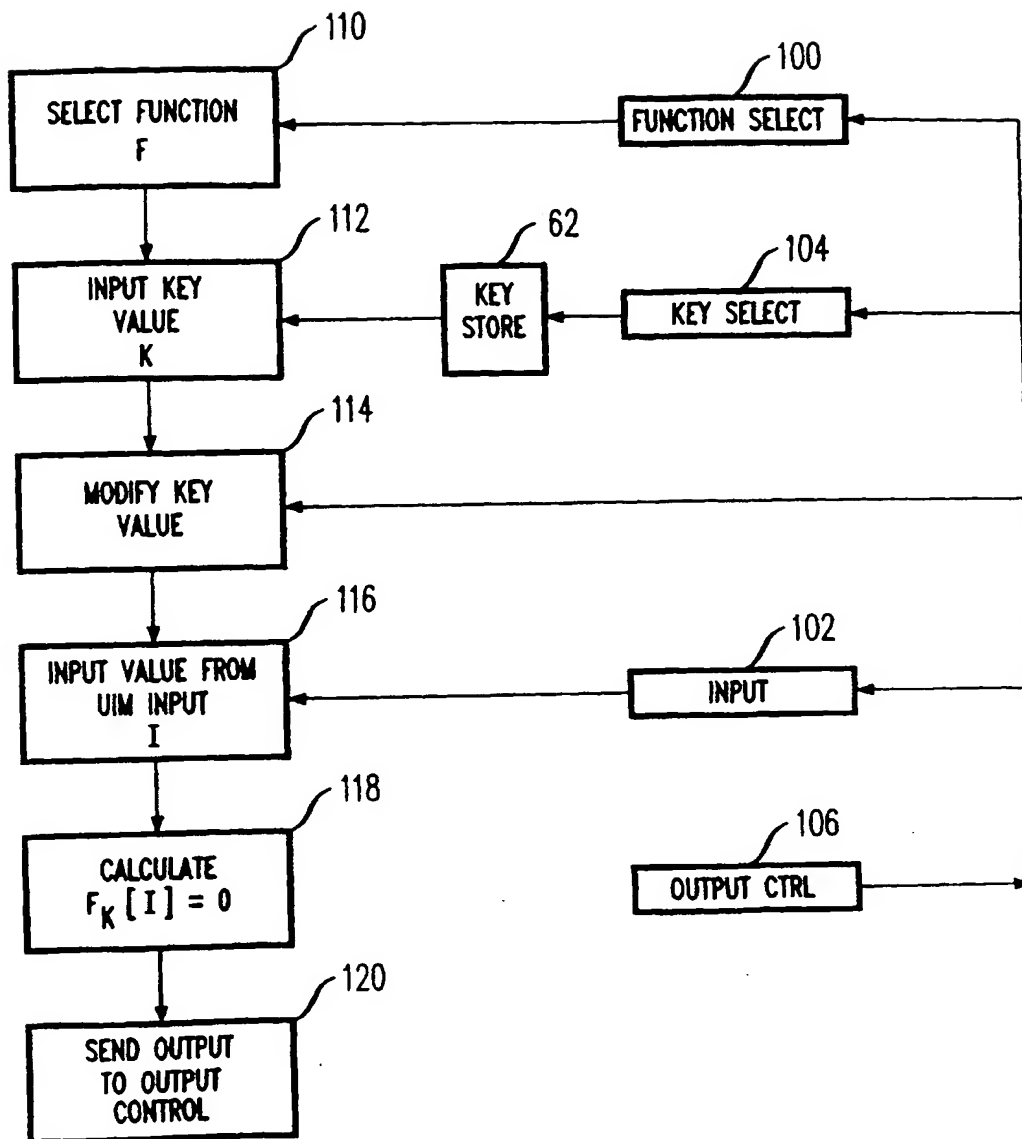 110
SELECT FUNCTION
F
100
FUNCTION SELECT
112
INPUT KEY
VALUE
K
62
KEY
STORE
104
KEY SELECT
114
MODIFY KEY
VALUE
116
INPUT VALUE FROM
UIM INPUT
I
102
INPUT
118
CALCULATE
F_K [I] = 0
106
OUTPUT CTRL
120
SEND OUTPUT
TO OUTPUT
CONTROL